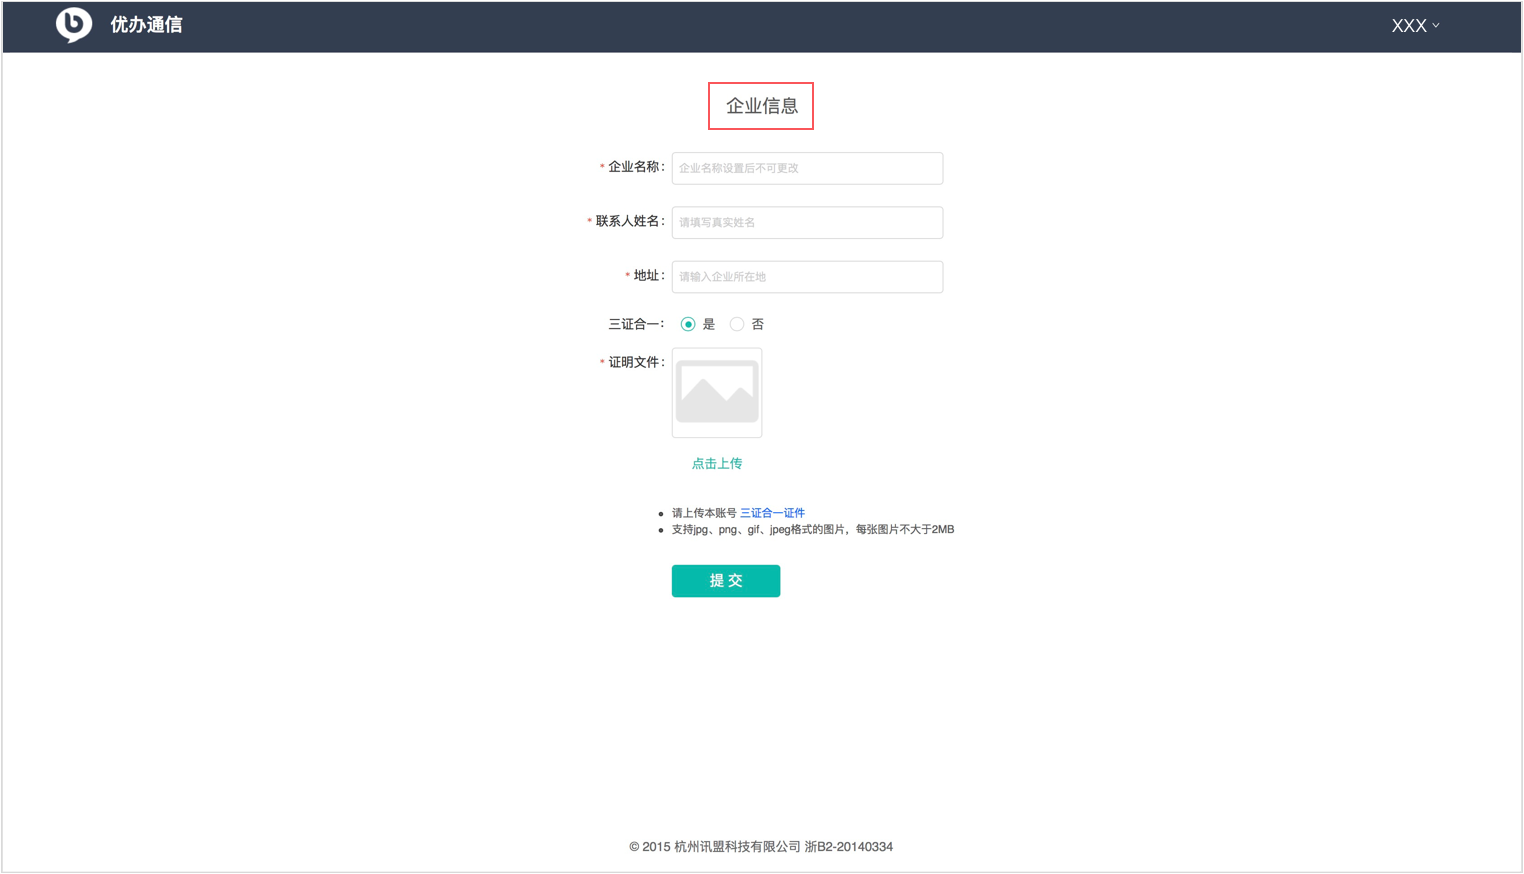 优办通信
XXX
企业信息
* 企业名称：
企业名称设置后不可更改
* 联系人姓名：
请填写真实姓名
* 地址：
请输入企业所在地
三证合一：
是
否
* 证明文件：
点击上传
• 请上传本账号 三证合一证件
• 支持jpg、png、gif、jpeg格式的图片，每张图片不大于2MB
提 交
© 2015 杭州讯盟科技有限公司 浙B2-20140334